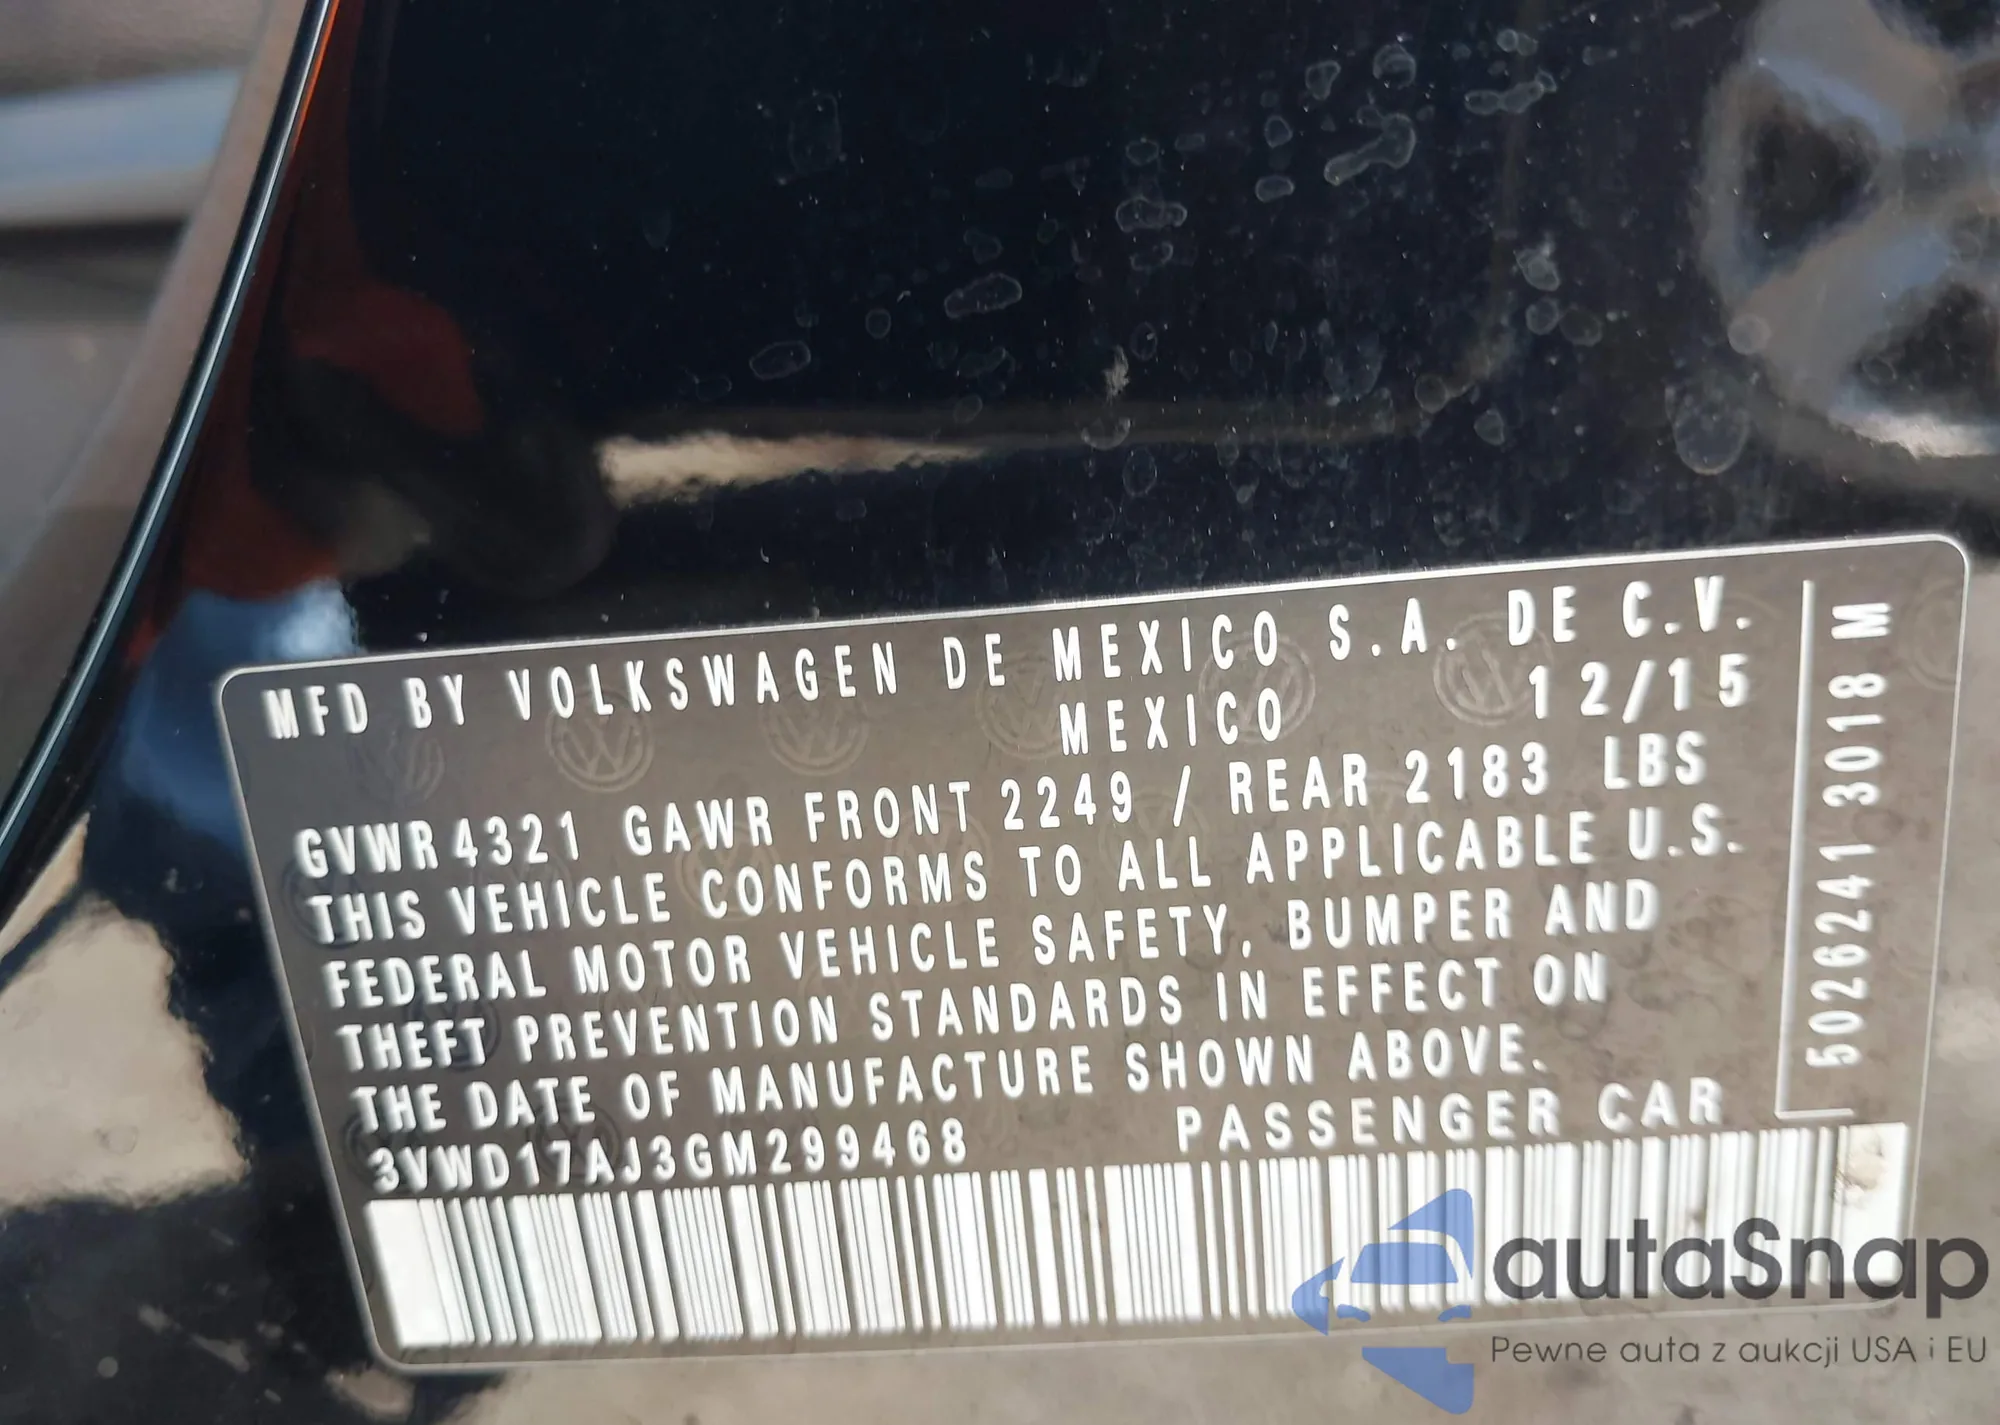 MFD BY VOLKSWAGEN DE MEXICO S.A. DE C.V.
MEXICO 12/15
GVWR 4321 GAWR FRONT 2249 / REAR 2183 LBS
THIS VEHICLE CONFORMS TO ALL APPLICABLE U.S.
FEDERAL MOTOR VEHICLE SAFETY, BUMPER AND
THEFT PREVENTION STANDARDS IN EFFECT ON
THE DATE OF MANUFACTURE SHOWN ABOVE.
3VWD17AJ3GM299468 PASSENGER CAR
50262413018 M
autaSnap
Pewne auta z aukcji USA i EU